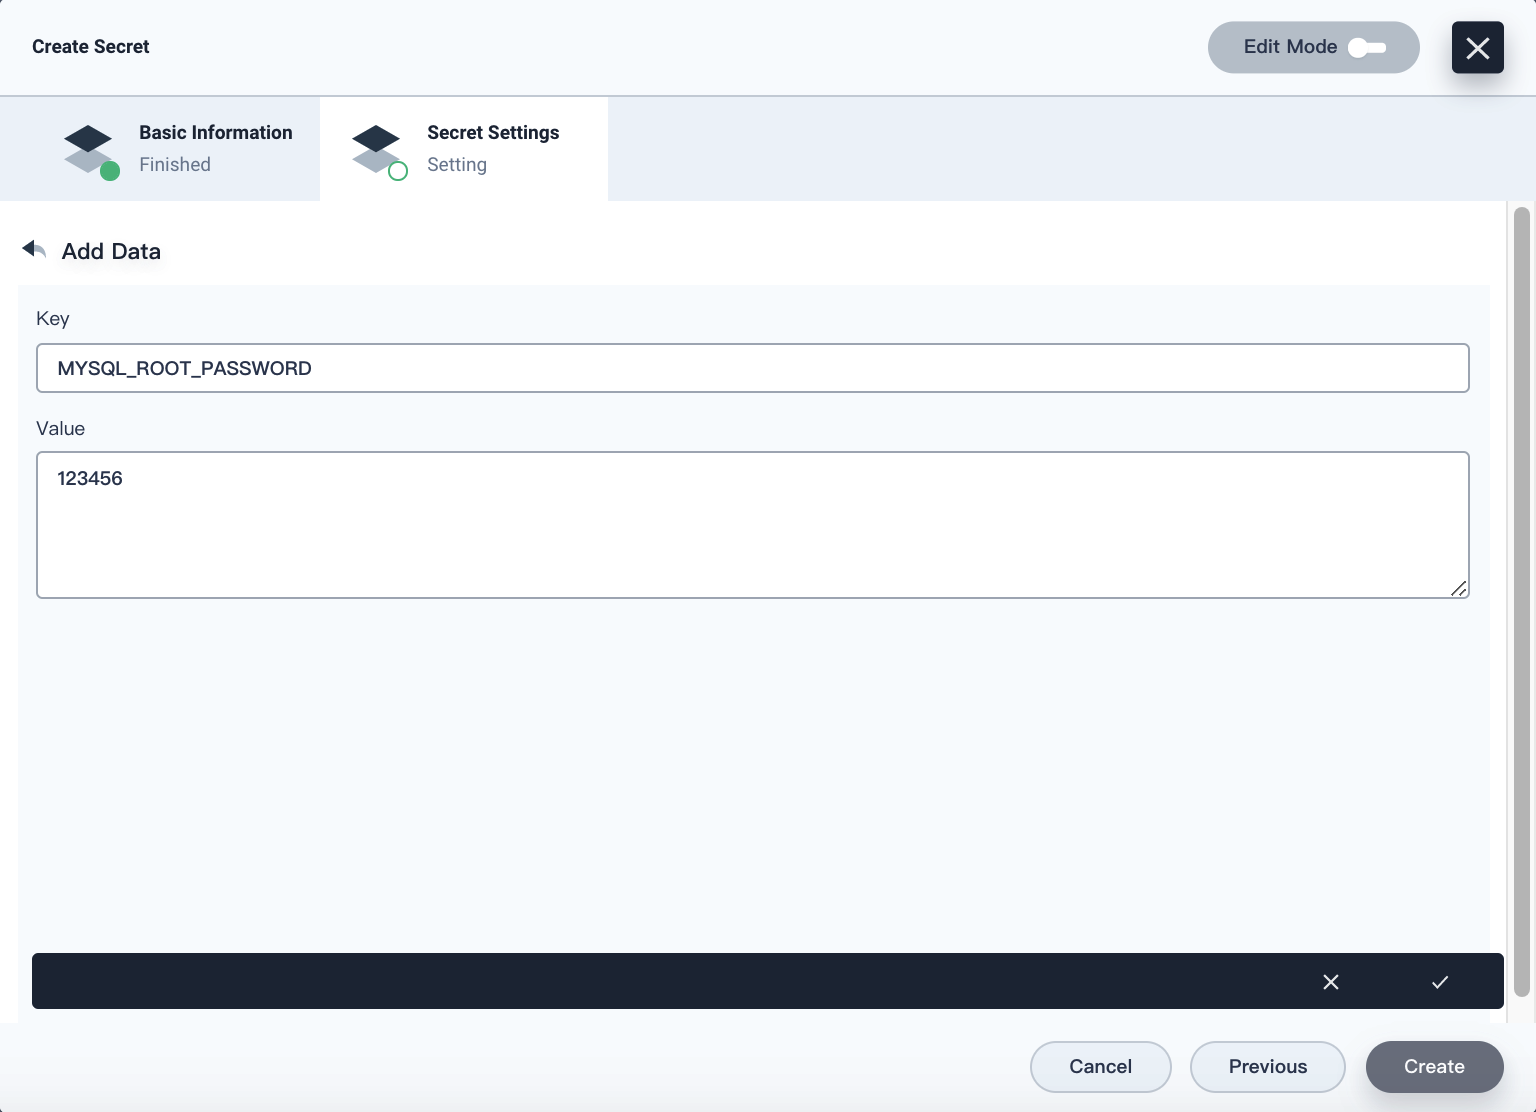 Create Secret
Edit Mode
Basic Information
Finished
Secret Settings
Setting
Add Data
Key
MYSQL_ROOT_PASSWORD
Value
123456
Cancel
Previous
Create